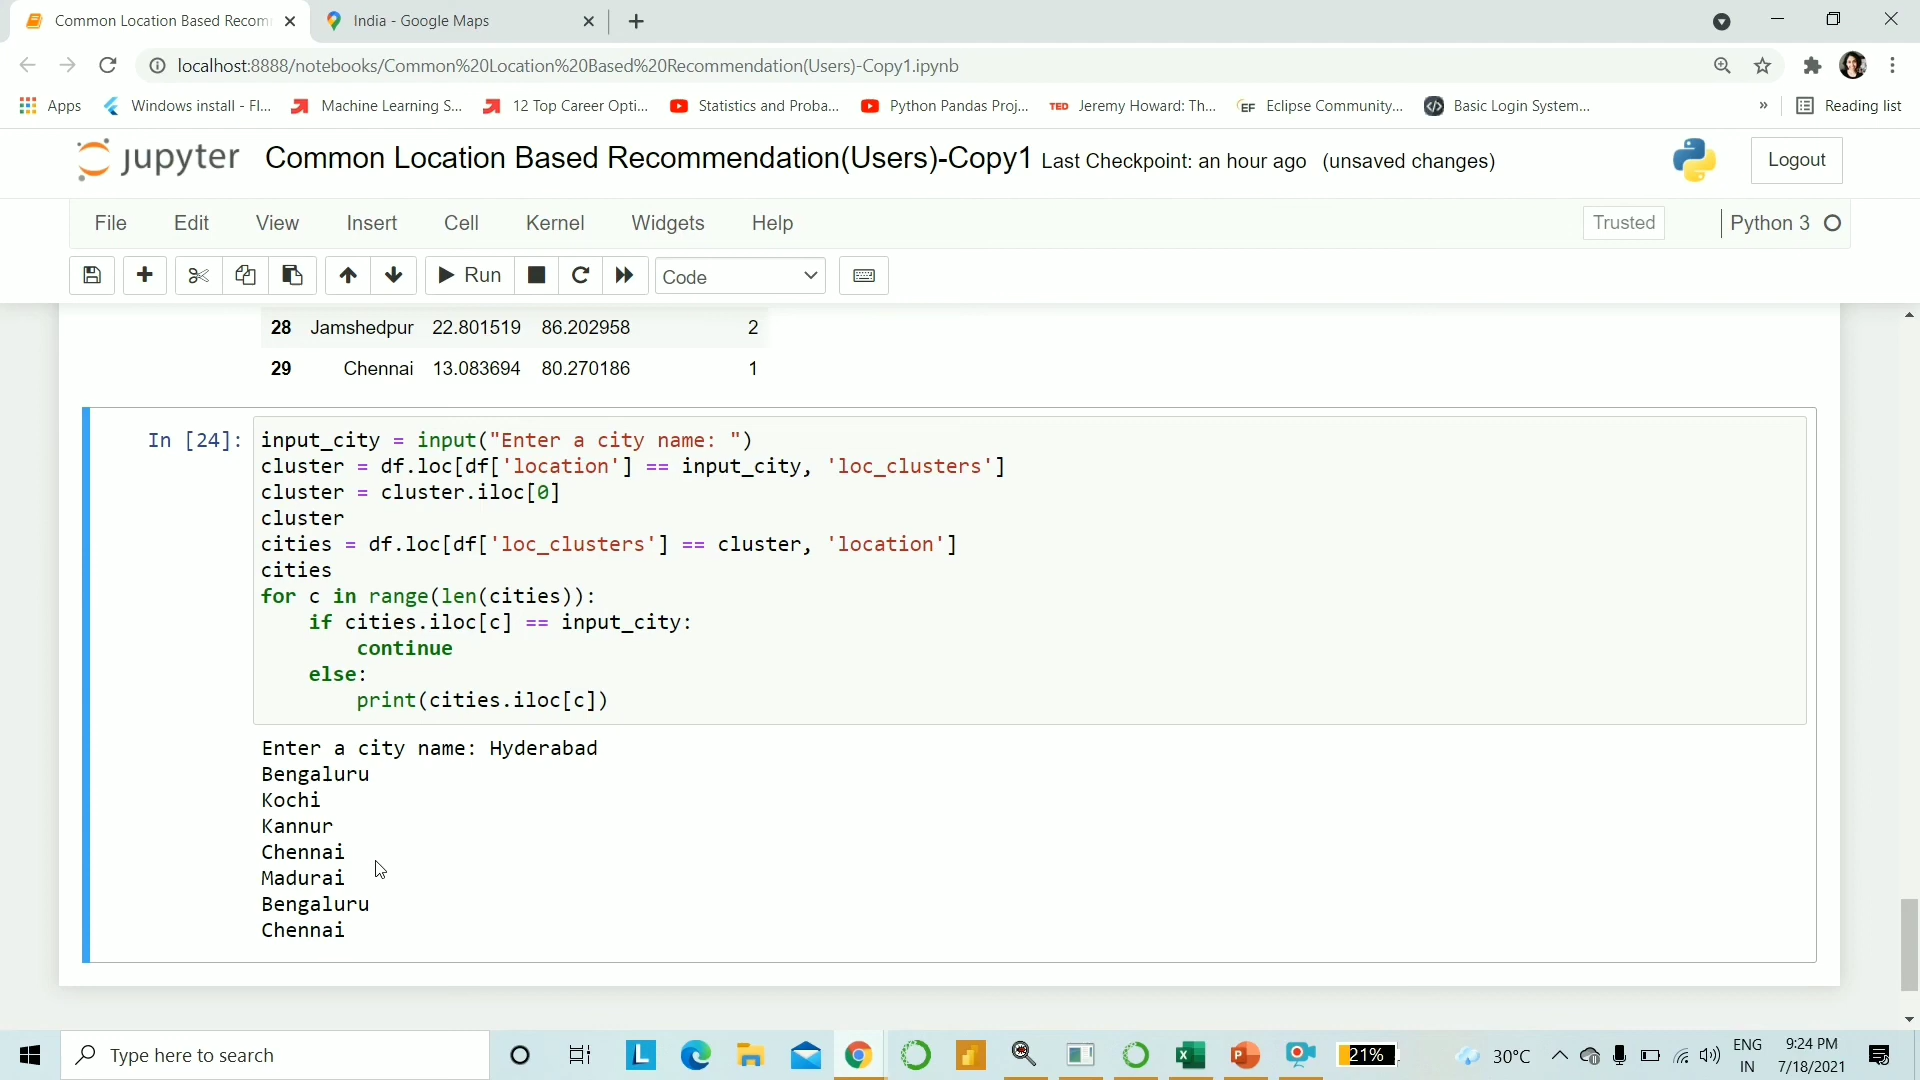 Common Location Based Recom
India - Google Maps
localhost:8888/notebooks/Common%20Location%20Based%20Recommendation(Users)-Copy1.ipynb
Apps
Windows install - Fl...
Machine Learning S...
12 Top Career Opti...
Statistics and Proba...
Python Pandas Proj...
TED
Jeremy Howard: Th...
EF
Eclipse Community...
Basic Login System...
»
Reading list
jupyter
Common Location Based Recommendation(Users)-Copy1
Last Checkpoint: an hour ago (unsaved changes)
Logout
File Edit View Insert Cell Kernel Widgets Help
Trusted
Python 3
Run
Code
28 Jamshedpur 22.801519 86.202958 2
29 Chennai 13.083694 80.270186 1
In [24]:
input_city = input("Enter a city name: ")
cluster = df.loc[df['location'] == input_city, 'loc_clusters']
cluster = cluster.iloc[0]
cluster
cities = df.loc[df['loc_clusters'] == cluster, 'location']
cities
for c in range(len(cities)):
    if cities.iloc[c] == input_city:
        continue
    else:
        print(cities.iloc[c])
Enter a city name: Hyderabad
Bengaluru
Kochi
Kannur
Chennai
Madurai
Bengaluru
Chennai
Type here to search
L
21%
30°C
ENG
IN
9:24 PM
7/18/2021